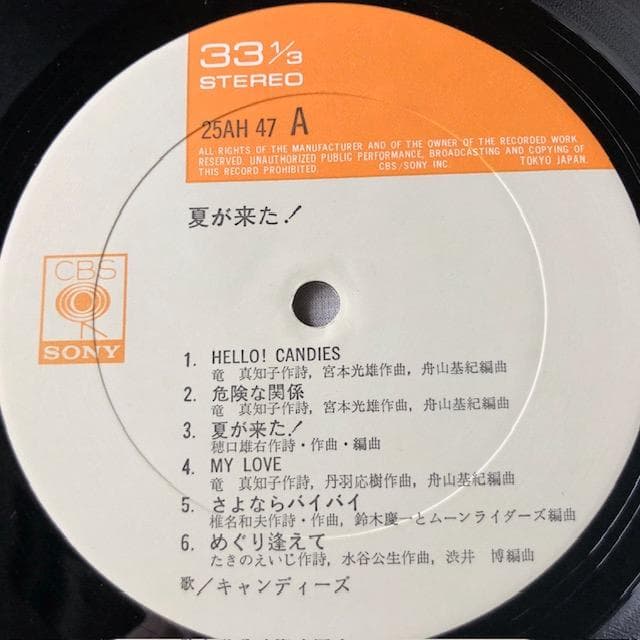 33 1/3
STEREO
25AH 47 A
ALL RIGHTS OF THE MANUFACTURER AND OF THE OWNER OF THE RECORDED WORK
RESERVED. UNAUTHORIZED PUBLIC PERFORMANCE, BROADCASTING AND COPYING OF
THIS RECORD PROHIBITED. CBS/SONY INC TOKYO JAPAN.
夏が来た!
CBS
SONY
1. HELLO! CANDIES
竜 真知子作詩, 宮本光雄作曲, 舟山基紀編曲
2. 危険な関係
竜 真知子作詩, 宮本光雄作曲, 舟山基紀編曲
3. 夏が来た!
穂口雄右作詩・作曲・編曲
4. MY LOVE
竜 真知子作詩, 丹羽応樹作曲, 舟山基紀編曲
5. さよならバイバイ
椎名和夫作詩・作曲, 鈴木慶一とムーンライダーズ編曲
6. めぐり逢えて
たきのえいじ作詩, 水谷公生作曲, 渋井 博編曲
歌/キャンディーズ